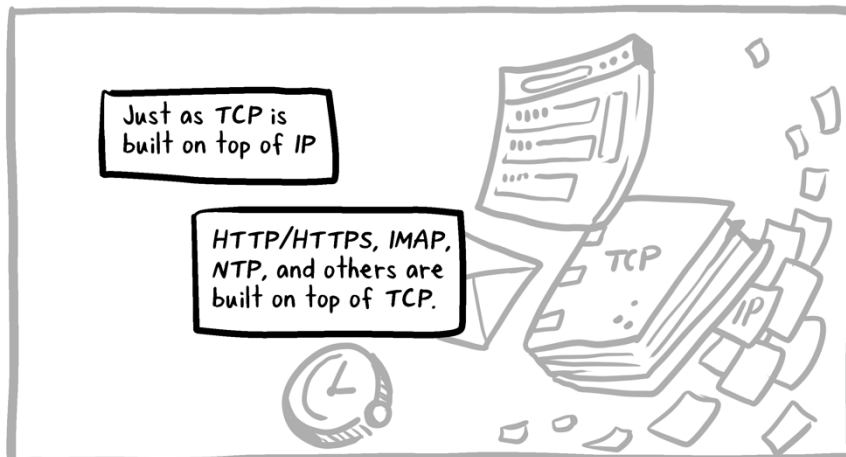 Just as TCP is
built on top of IP
HTTP/HTTPS, IMAP,
NTP, and others are
built on top of TCP.
TCP
IP